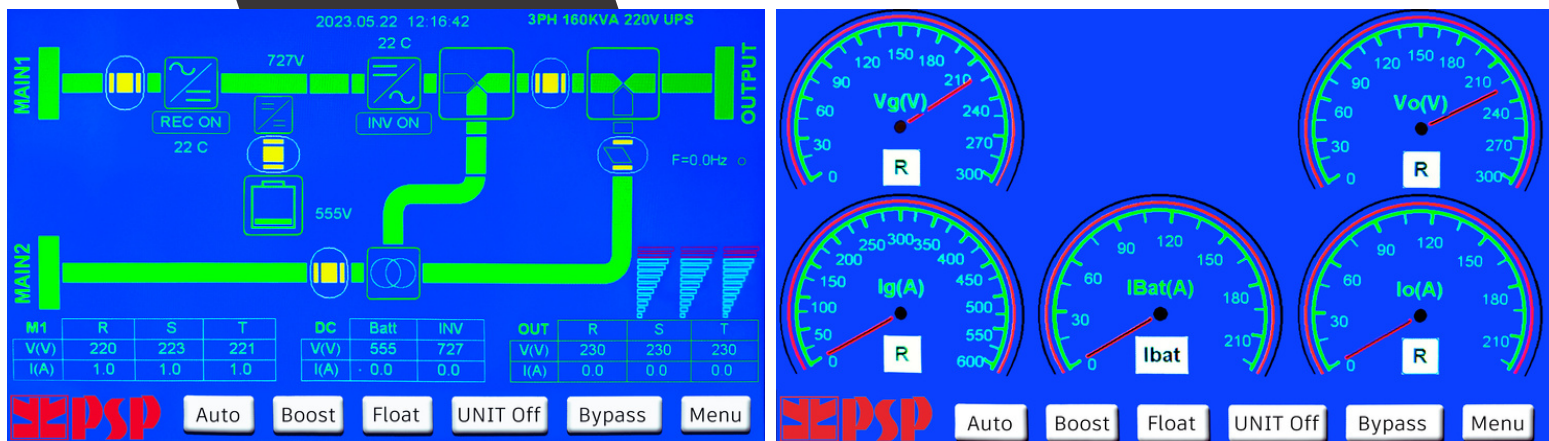 2023.05.22 12:16:42
3PH 160KVA 220V UPS
22 C
MAIN1
727V
OUTPUT
REC ON
INV ON
22 C
F=0.0Hz
555V
MAIN2
M1 R S T
V(V) 220 223 221
I(A) 1.0 1.0 1.0
DC Batt INV
V(V) 555 727
I(A) 0.0 0.0
OUT R S T
V(V) 230 230 230
I(A) 0.0 0.0 0.0
PSP
Auto Boost Float UNIT Off Bypass Menu
0 30 60 90 120 150 180 210 240 270 300
Vg(V)
R
0 30 60 90 120 150 180 210 240 270 300
Vo(V)
R
0 50 100 150 200 250 300 350 400 450 500 550 600
Ig(A)
R
0 30 60 90 120 150 180 210
IBat(A)
Ibat
0 30 60 90 120 150 180 210
Io(A)
R
PSP
Auto Boost Float UNIT Off Bypass Menu